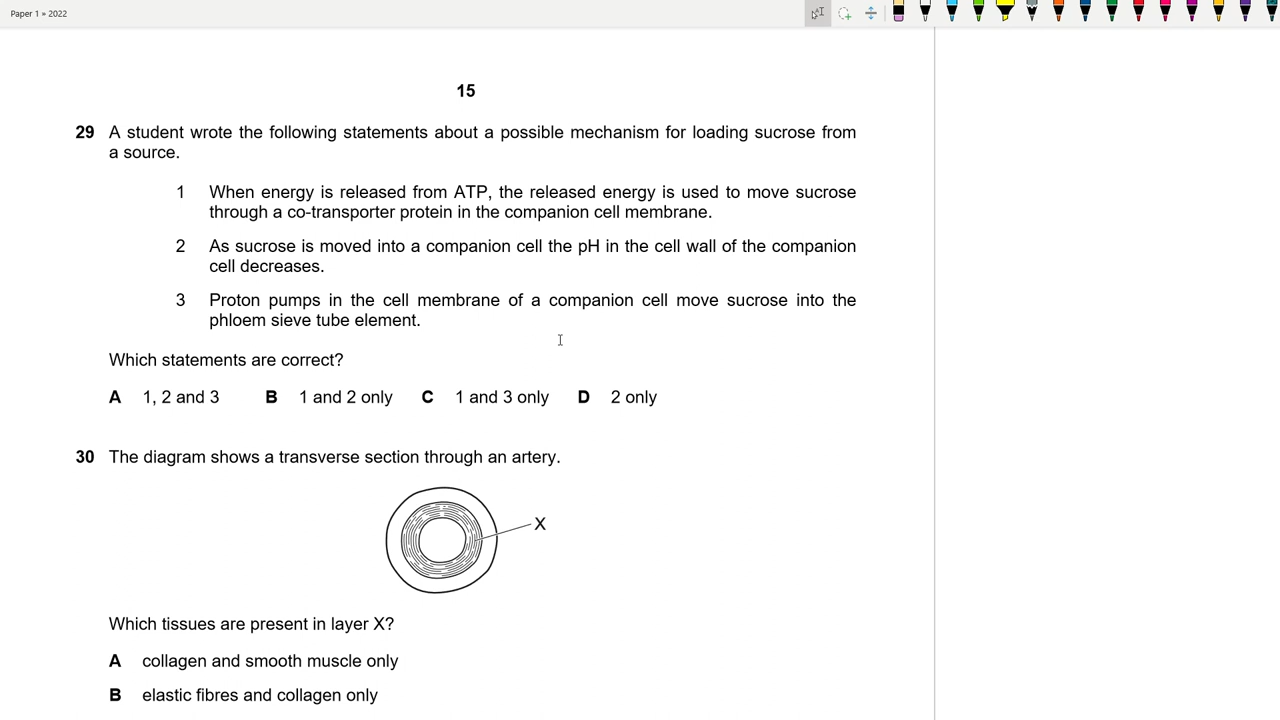 Paper 1 » 2022
15
29 A student wrote the following statements about a possible mechanism for loading sucrose from
a source.
1 When energy is released from ATP, the released energy is used to move sucrose
through a co-transporter protein in the companion cell membrane.
2 As sucrose is moved into a companion cell the pH in the cell wall of the companion
cell decreases.
3 Proton pumps in the cell membrane of a companion cell move sucrose into the
phloem sieve tube element.
Which statements are correct?
A 1, 2 and 3 B 1 and 2 only C 1 and 3 only D 2 only
30 The diagram shows a transverse section through an artery.
X
Which tissues are present in layer X?
A collagen and smooth muscle only
B elastic fibres and collagen only